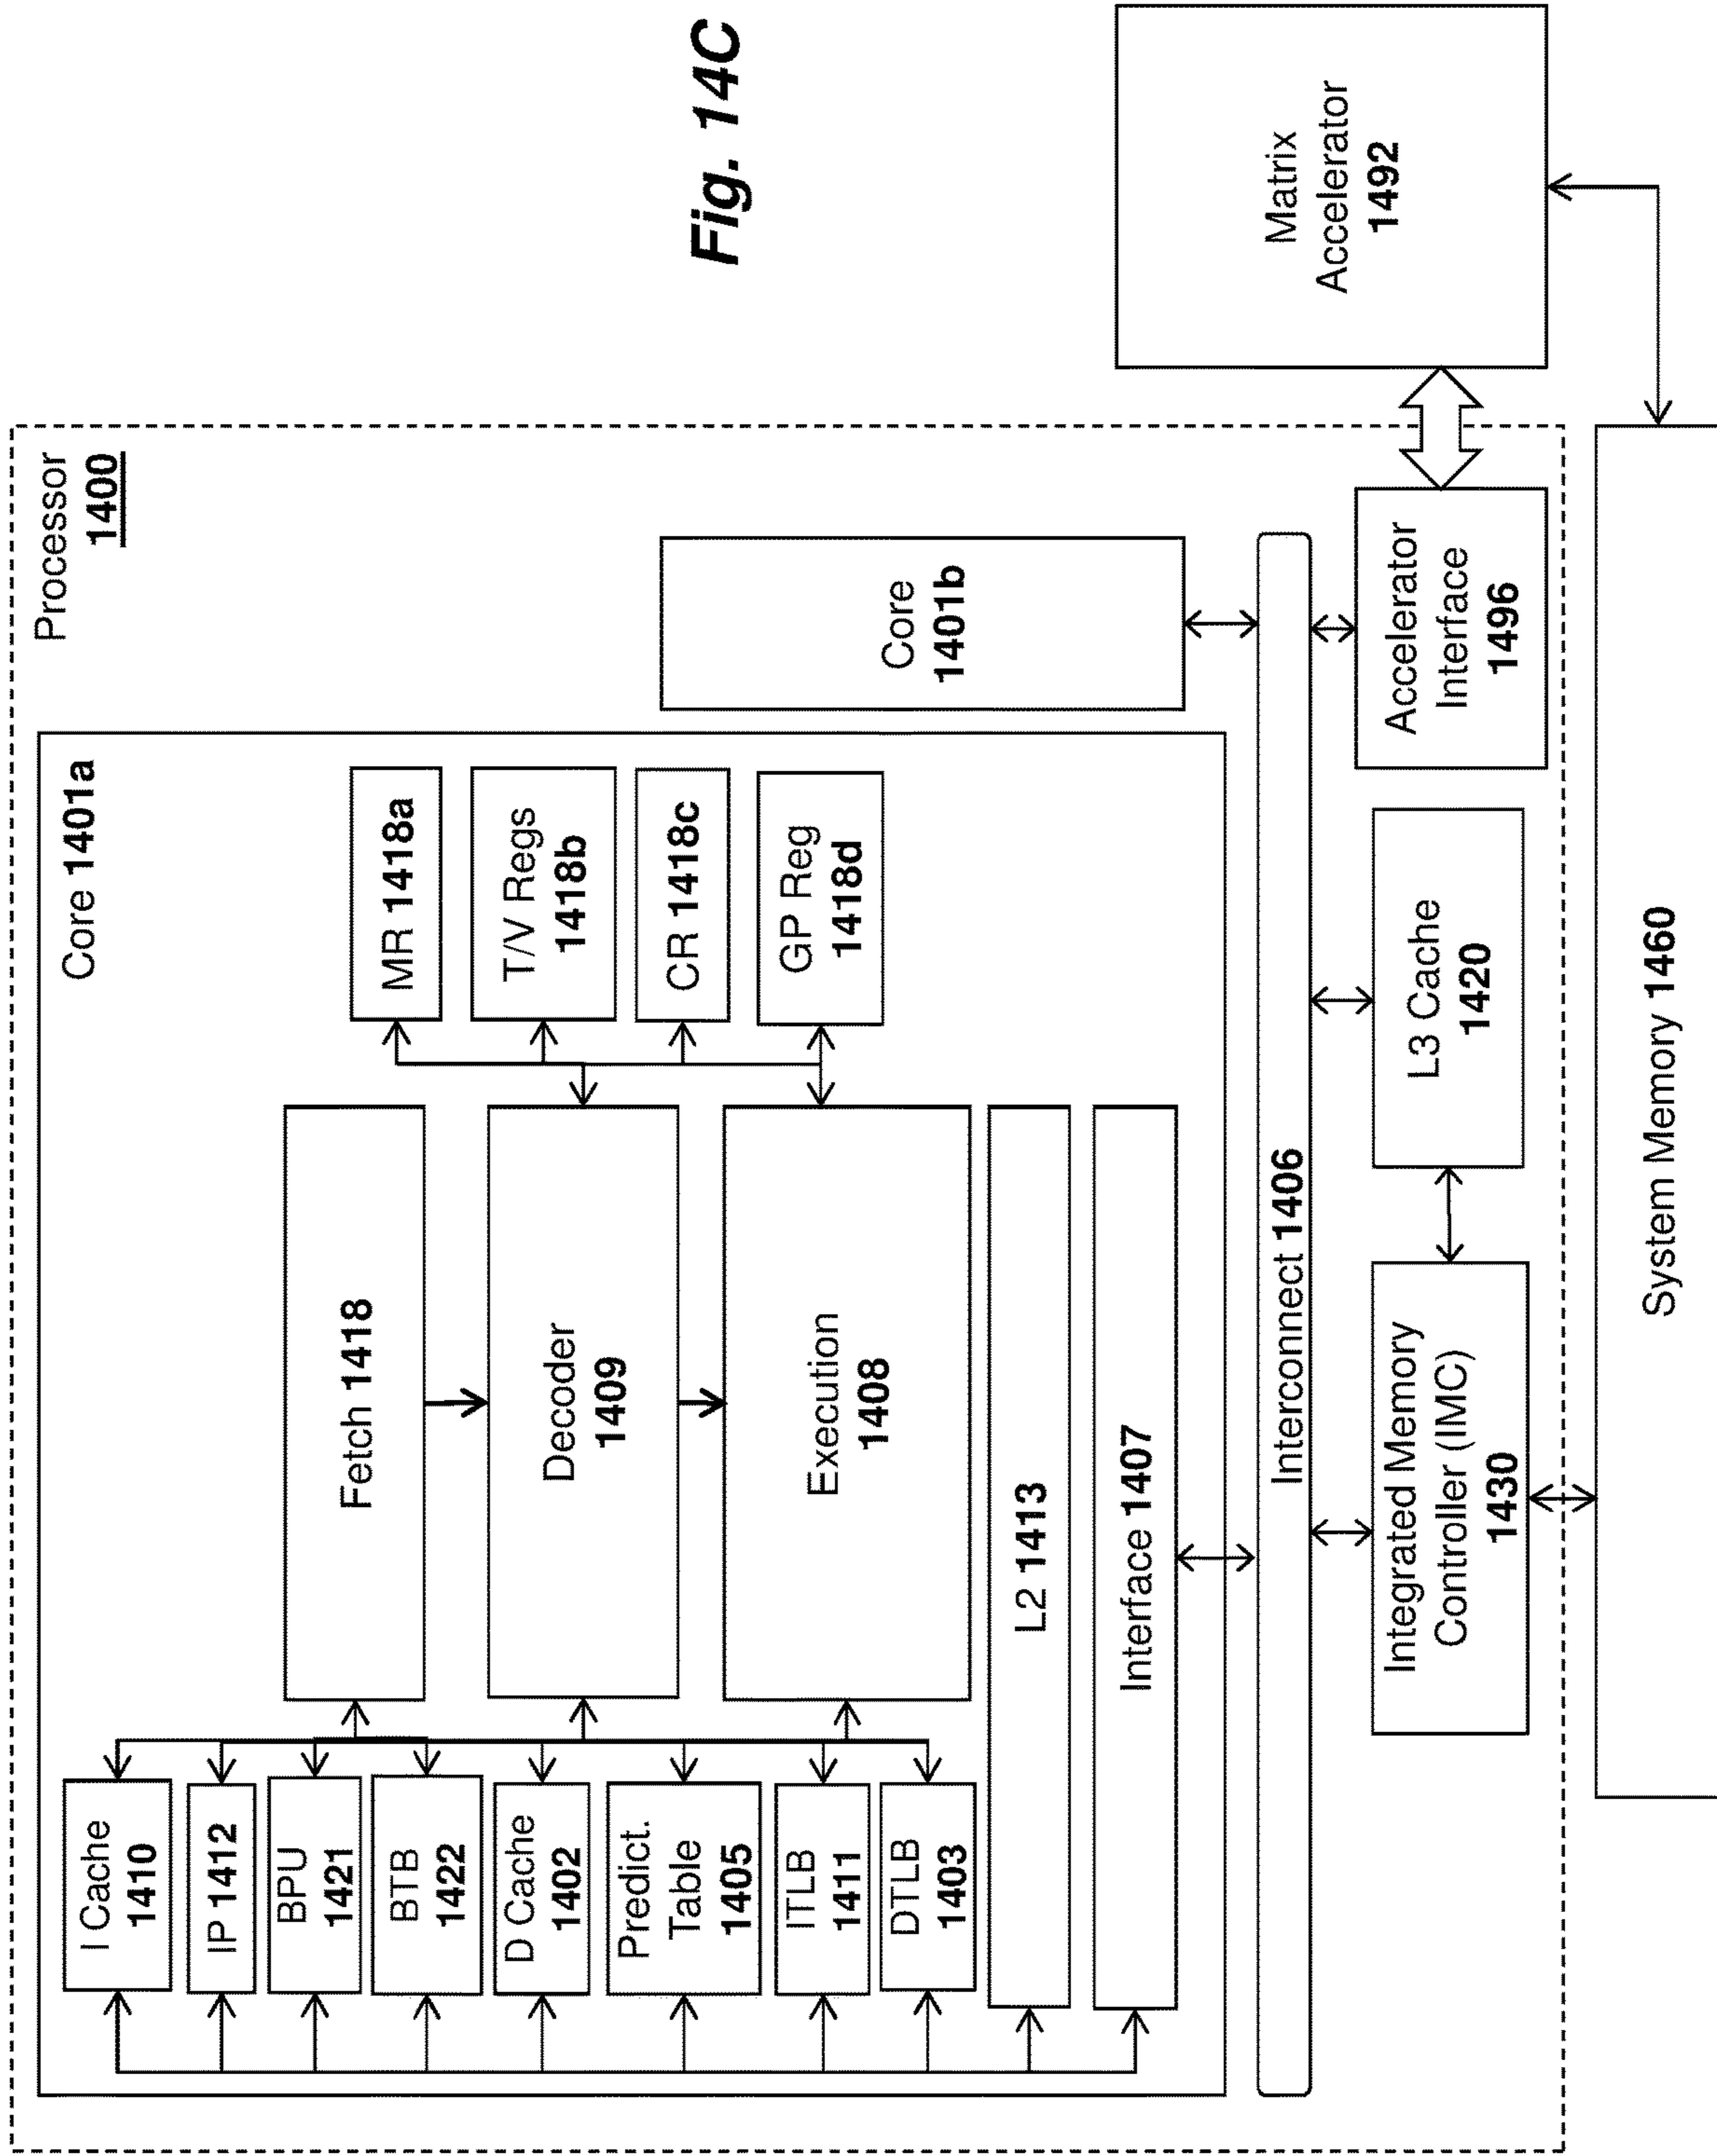 Processor
1400
Core 1401a
I Cache
1410
IP 1412
BPU
1421
BTB
1422
D Cache
1402
Predict.
Table
1405
ITLB
1411
DTLB
1403
Fetch 1418
Decoder
1409
Execution
1408
MR 1418a
T/V Regs
1418b
CR 1418c
GP Reg
1418d
L2 1413
Interface 1407
Core
1401b
Interconnect 1406
Integrated Memory
Controller (IMC)
1430
L3 Cache
1420
Accelerator
Interface
1496
Matrix
Accelerator
1492
System Memory 1460
Fig. 14C